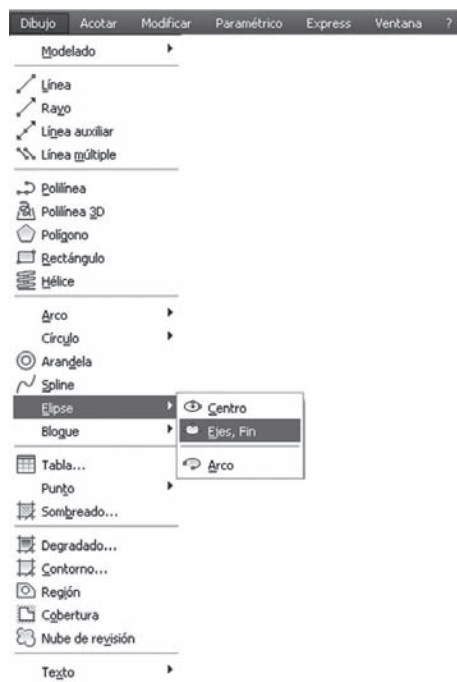 Dibujo Acotar Modificar Paramétrico Express Ventana ?
Modelado
Línea
Rayo
Línea auxiliar
Línea múltiple
Polilínea
Polilínea 3D
Polígono
Rectángulo
Hélice
Arco
Círculo
Arandela
Spline
Elipse
Centro
Bloque
Ejes, Fin
Tabla...
Arco
Punto
Sombreado...
Degradado...
Contorno...
Región
Cobertura
Nube de revisión
Texto